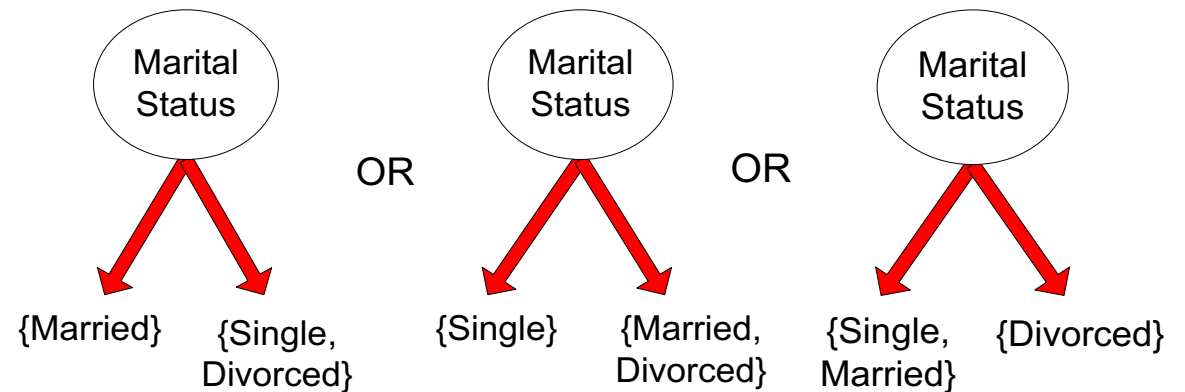 Marital
Status
OR
Marital
Status
OR
Marital
Status
{Married}
{Single,
Divorced}
{Single}
{Married,
Divorced}
{Single,
Married}
{Divorced}